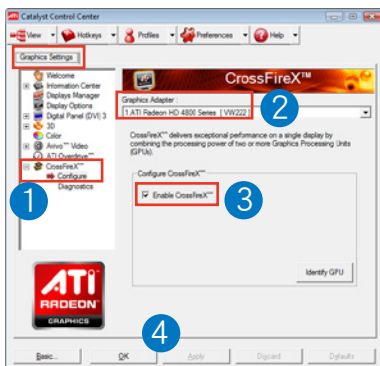 Catalyst Control Center
View Hotkeys Profiles Preferences Help
Graphics Settings
Welcome
Information Center
Displays Manager
Display Options
Digital Panel (DVI) 3
3D
Color
Avivo™ Video
ATI Overdrive™
CrossFireX™
Configure
Diagnostics
1
ATI
RADEON
GRAPHICS
CrossFireX™
Graphics Adapter :
1.ATI Radeon HD 4800 Series [ VW222 ]
2
CrossFireX™ delivers exceptional performance on a single display by
combining the processing power of two or more Graphics Processing Units
(GPUs).
Configure CrossFireX™
Enable CrossFireX™
3
Identify GPU
4
Basic... OK Apply Discard Defaults